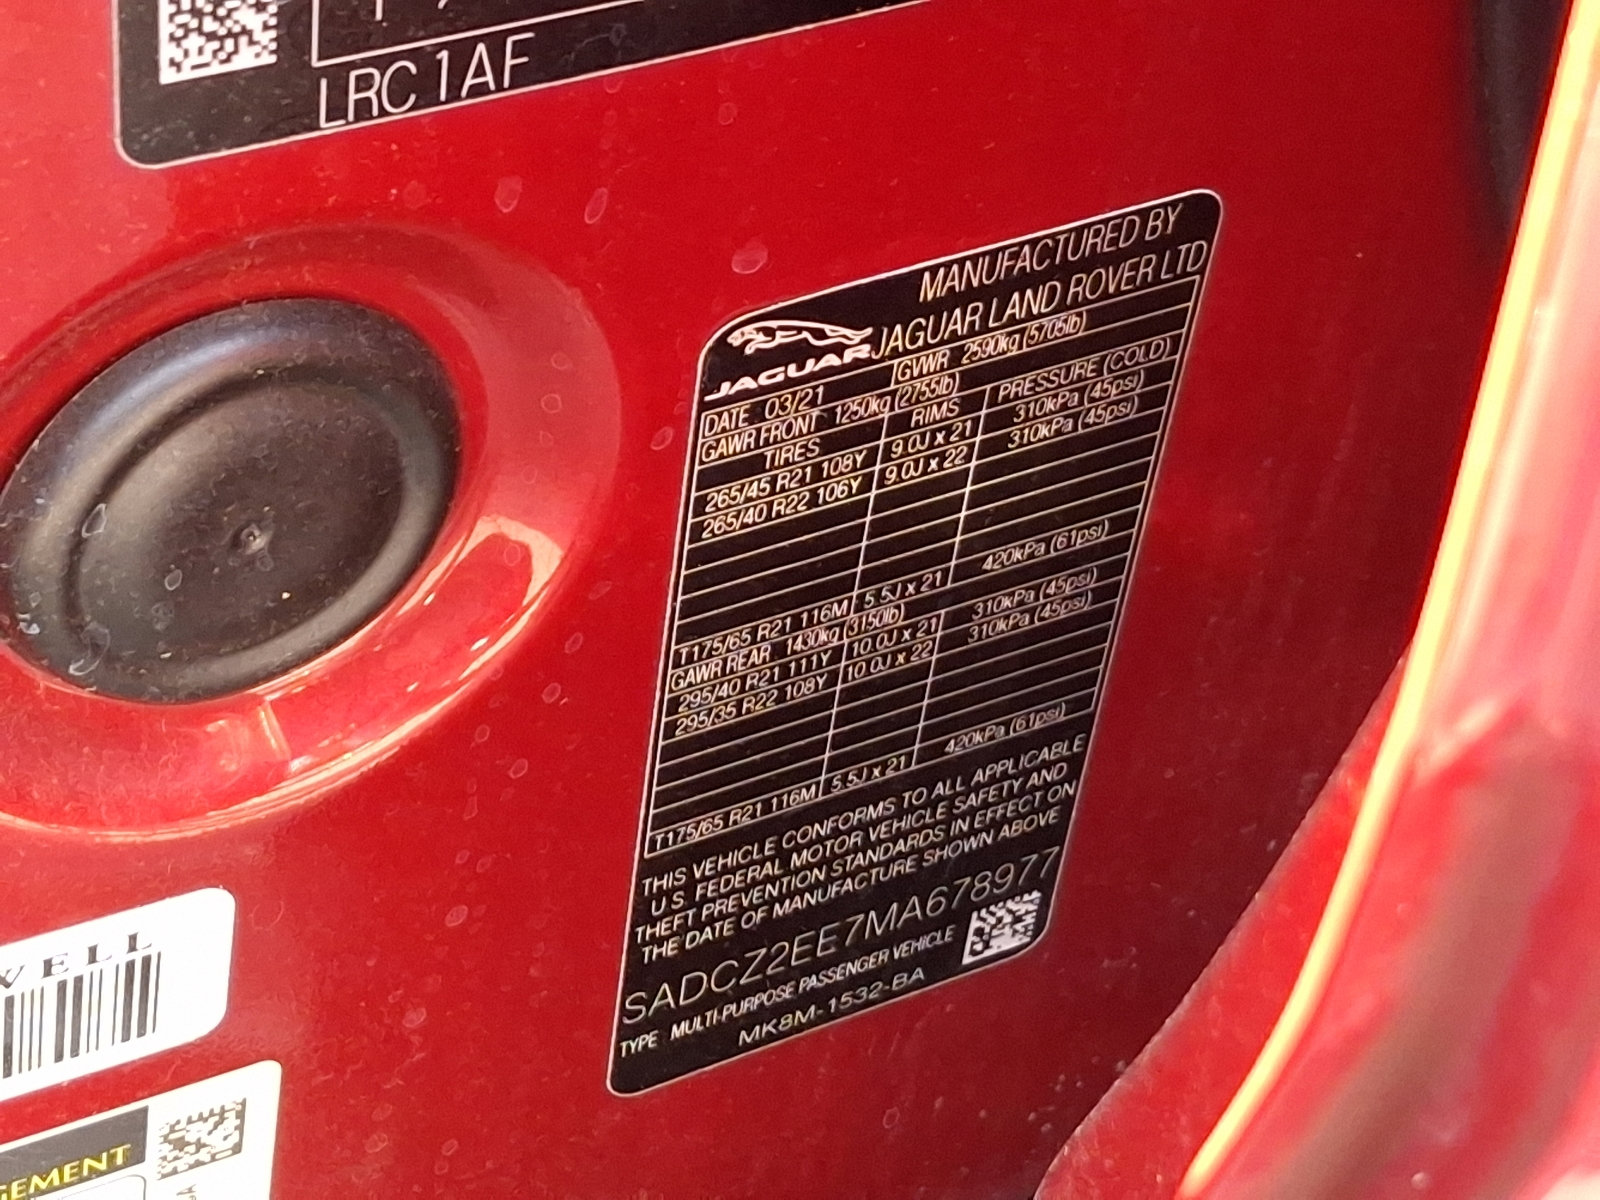 LRC1AF
MANUFACTURED BY
JAGUAR LAND ROVER LTD
JAGUAR
DATE 03/21 GVWR 2590kg (5705lb)
GAWR FRONT 1250kg (2755lb)
TIRES RIMS PRESSURE (COLD)
265/45 R21 108Y 9.0J x 21 310kPa (45psi)
265/40 R22 106Y 9.0J x 22 310kPa (45psi)
T175/65 R21 116M 5.5J x 21 420kPa (61psi)
GAWR REAR 1430kg (3150lb)
295/40 R21 111Y 10.0J x 21 310kPa (45psi)
295/35 R22 108Y 10.0J x 22 310kPa (45psi)
T175/65 R21 116M 5.5J x 21 420kPa (61psi)
THIS VEHICLE CONFORMS TO ALL APPLICABLE
U.S. FEDERAL MOTOR VEHICLE SAFETY AND
THEFT PREVENTION STANDARDS IN EFFECT ON
THE DATE OF MANUFACTURE SHOWN ABOVE
SADCZ2EE7MA678977
TYPE MULTI-PURPOSE PASSENGER VEHICLE
MK8M-1532-BA
WELL
GEMENT